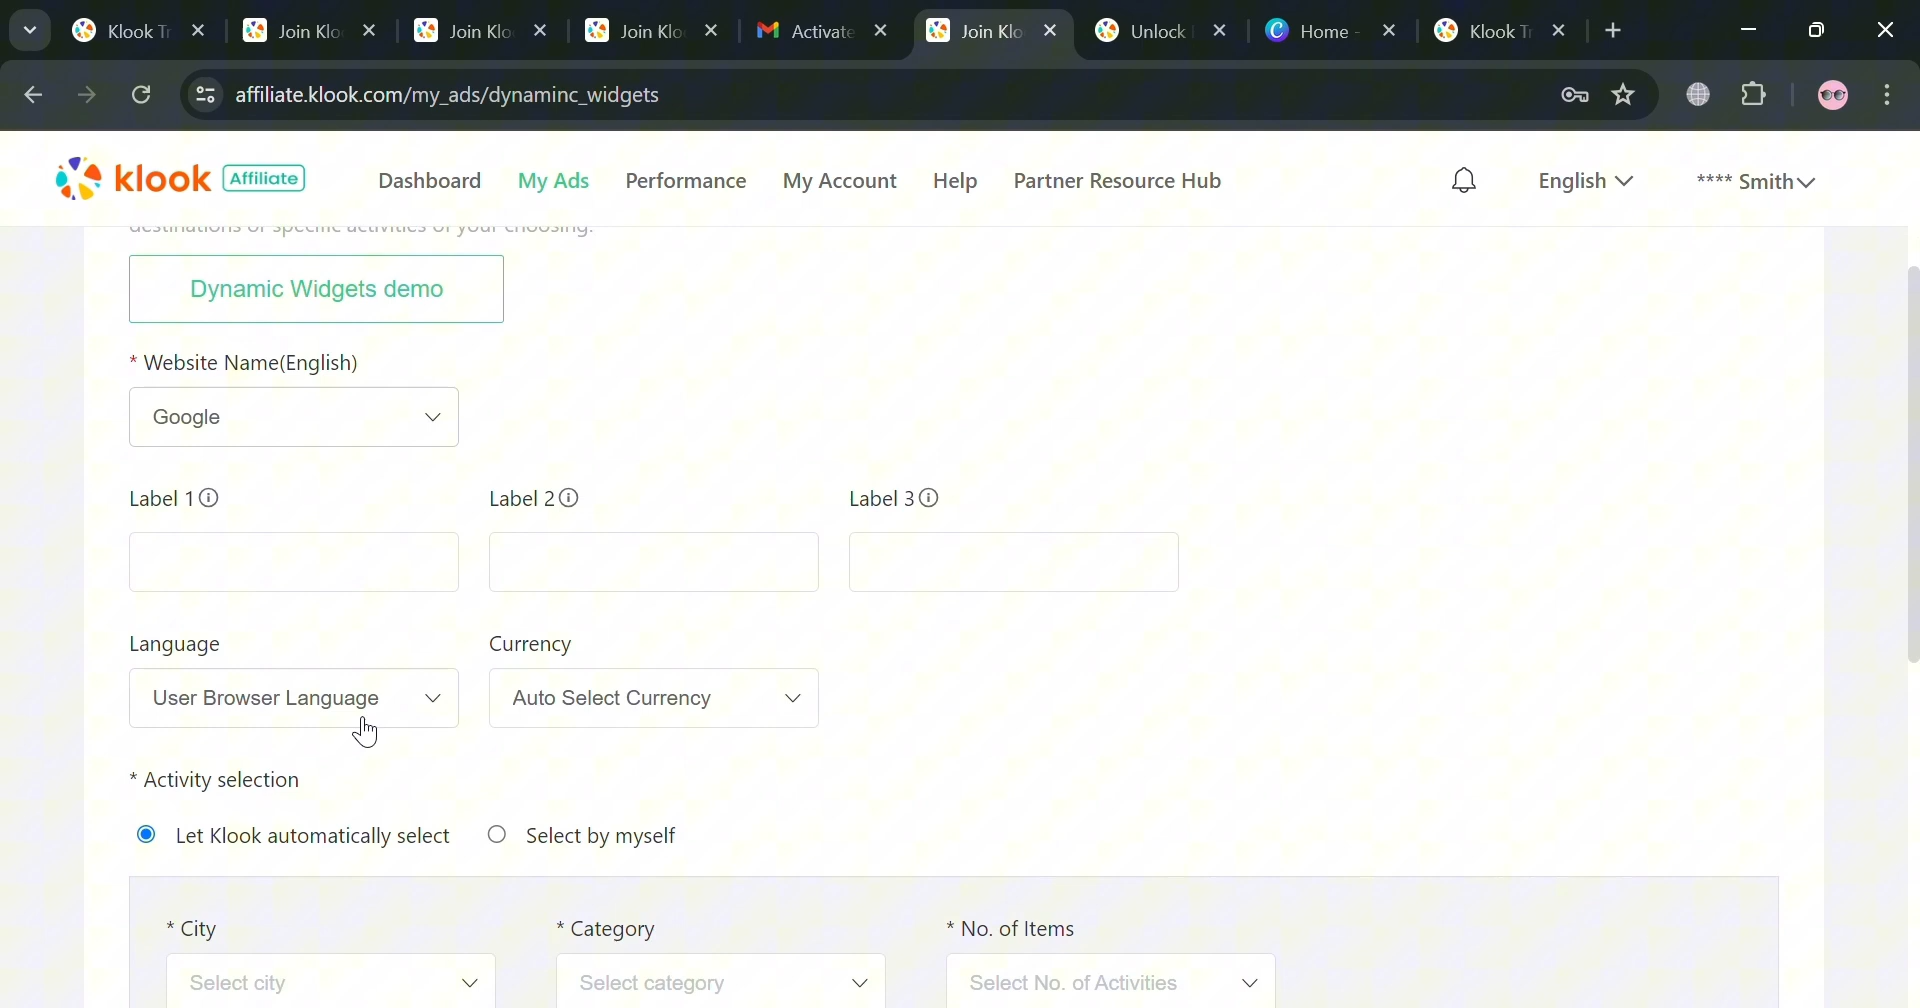 Klook Tr
Join Klo
Join Klo
Join Klo
Activate
Join Klo
Unlock
Home -
Klook Tr
affiliate.klook.com/my_ads/dynaminc_widgets
klook Affiliate
Dashboard
My Ads
Performance
My Account
Help
Partner Resource Hub
English
**** Smith
destinations or specific activities of your choosing.
Dynamic Widgets demo
* Website Name(English)
Google
Label 1
Label 2
Label 3
Language
Currency
User Browser Language
Auto Select Currency
* Activity selection
Let Klook automatically select
Select by myself
* City
* Category
* No. of Items
Select city
Select category
Select No. of Activities